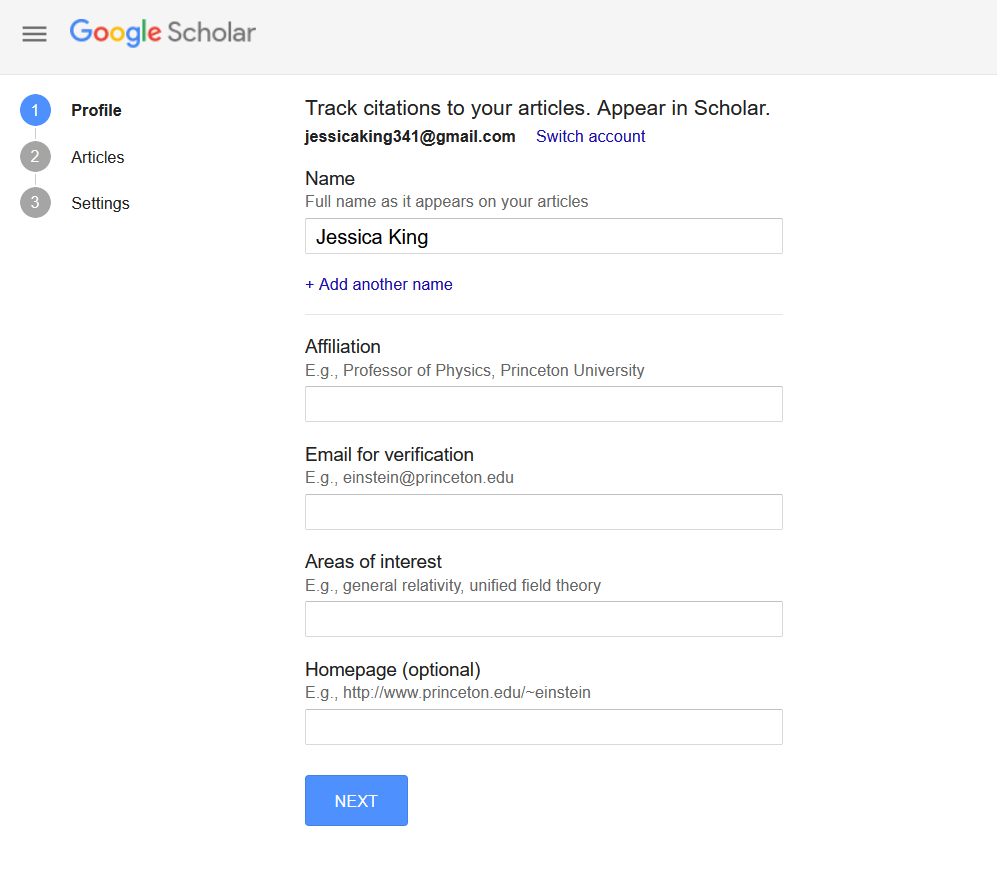 Google Scholar
1 Profile
2 Articles
3 Settings
Track citations to your articles. Appear in Scholar.
jessicaking341@gmail.com Switch account
Name
Full name as it appears on your articles
Jessica King
+ Add another name
Affiliation
E.g., Professor of Physics, Princeton University
Email for verification
E.g., einstein@princeton.edu
Areas of interest
E.g., general relativity, unified field theory
Homepage (optional)
E.g., http://www.princeton.edu/~einstein
NEXT